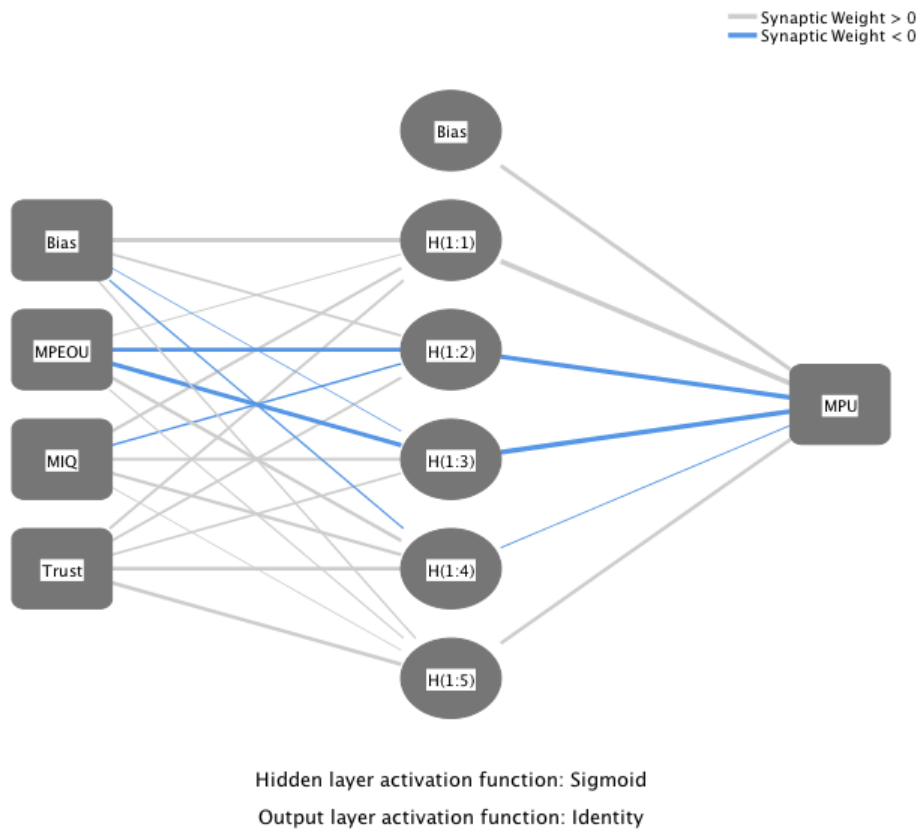 Synaptic Weight > 0
Synaptic Weight < 0
Bias
Bias
H(1:1)
MPEOU
H(1:2)
MPU
MIQ
H(1:3)
Trust
H(1:4)
H(1:5)
Hidden layer activation function: Sigmoid
Output layer activation function: Identity